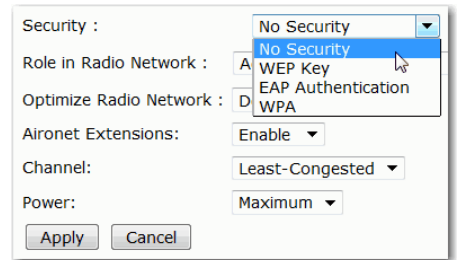 Security : No Security
No Security
Role in Radio Network : A
WEP Key
EAP Authentication
Optimize Radio Network : D
WPA
Aironet Extensions: Enable
Channel: Least-Congested
Power: Maximum
Apply Cancel